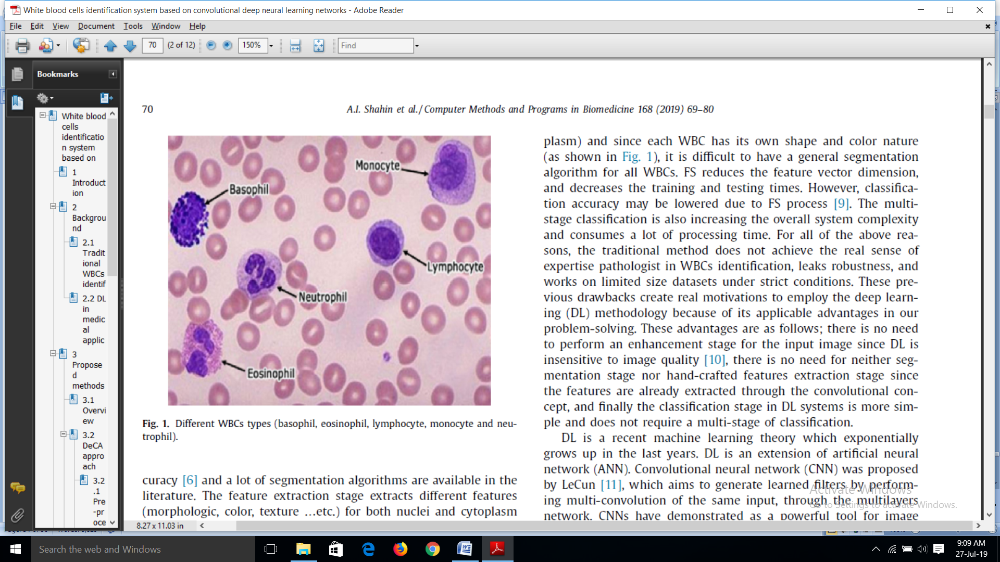 White blood cells identification system based on convolutional deep neural learning networks - Adobe Reader
File Edit View Document Tools Window Help
70 (2 of 12) 150% Find
Bookmarks
White blood
cells
identificatio
n system
based on
1
Introduct
ion
2
Backgrou
nd
2.1
Tradit
ional
WBCs
identif
2.2 DL
in
medic
al
applic
3
Propose
d
methods
3.1
Overvi
ew
3.2
DeCA
appro
ach
3.2
.1
Pre
-pr
oce
70
A.I. Shahin et al. / Computer Methods and Programs in Biomedicine 168 (2019) 69–80
Monocyte
Basophil
Lymphocyte
Neutrophil
Eosinophil
Fig. 1. Different WBCs types (basophil, eosinophil, lymphocyte, monocyte and neu-
trophil).
curacy [6] and a lot of segmentation algorithms are available in the
literature. The feature extraction stage extracts different features
(morphologic, color, texture ...etc.) for both nuclei and cytoplasm
plasm) and since each WBC has its own shape and color nature
(as shown in Fig. 1), it is difficult to have a general segmentation
algorithm for all WBCs. FS reduces the feature vector dimension,
and decreases the training and testing times. However, classifica-
tion accuracy may be lowered due to FS process [9]. The multi-
stage classification is also increasing the overall system complexity
and consumes a lot of processing time. For all of the above rea-
sons, the traditional method does not achieve the real sense of
expertise pathologist in WBCs identification, leaks robustness, and
works on limited size datasets under strict conditions. These pre-
vious drawbacks create real motivations to employ the deep learn-
ing (DL) methodology because of its applicable advantages in our
problem-solving. These advantages are as follows; there is no need
to perform an enhancement stage for the input image since DL is
insensitive to image quality [10], there is no need for neither seg-
mentation stage nor hand-crafted features extraction stage since
the features are already extracted through the convolutional con-
cept, and finally the classification stage in DL systems is more sim-
ple and does not require a multi-stage of classification.
DL is a recent machine learning theory which exponentially
grows up in the last years. DL is an extension of artificial neural
network (ANN). Convolutional neural network (CNN) was proposed
by LeCun [11], which aims to generate learned filters by perform-
ing multi-convolution of the same input, through the multilayers
network. CNNs have demonstrated as a powerful tool for image
Activate Windows
Go to Settings to activate Windows.
8.27 x 11.03 in
Search the web and Windows
9:09 AM
27-Jul-19